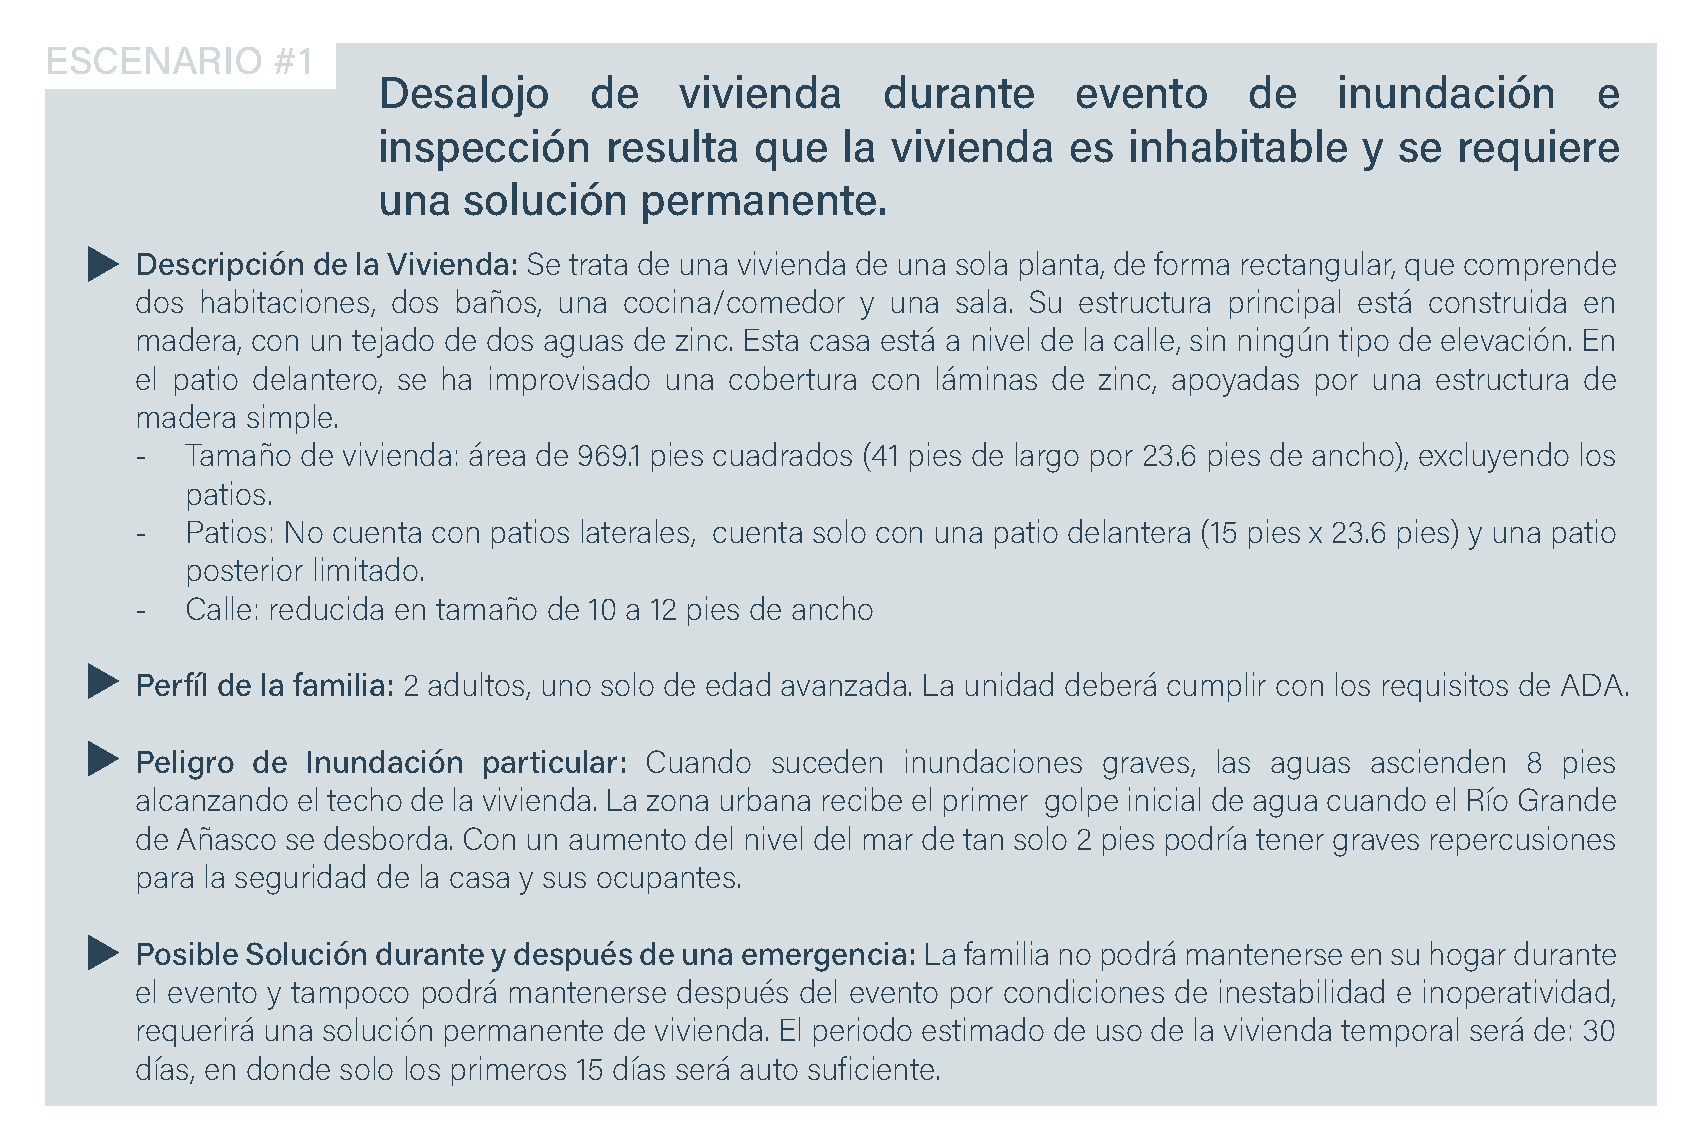 ESCENARIO #1
Desalojo de vivienda durante evento de inundación e
inspección resulta que la vivienda es inhabitable y se requiere
una solución permanente.
Descripción de la Vivienda: Se trata de una vivienda de una sola planta, de forma rectangular, que comprende
dos habitaciones, dos baños, una cocina/comedor y una sala. Su estructura principal está construida en
madera, con un tejado de dos aguas de zinc. Esta casa está a nivel de la calle, sin ningún tipo de elevación. En
el patio delantero, se ha improvisado una cobertura con láminas de zinc, apoyadas por una estructura de
madera simple.
- Tamaño de vivienda: área de 969.1 pies cuadrados (41 pies de largo por 23.6 pies de ancho), excluyendo los
patios.
- Patios: No cuenta con patios laterales, cuenta solo con una patio delantera (15 pies x 23.6 pies) y una patio
posterior limitado.
- Calle: reducida en tamaño de 10 a 12 pies de ancho
Perfíl de la familia: 2 adultos, uno solo de edad avanzada. La unidad deberá cumplir con los requisitos de ADA.
Peligro de Inundación particular: Cuando suceden inundaciones graves, las aguas ascienden 8 pies
alcanzando el techo de la vivienda. La zona urbana recibe el primer golpe inicial de agua cuando el Río Grande
de Añasco se desborda. Con un aumento del nivel del mar de tan solo 2 pies podría tener graves repercusiones
para la seguridad de la casa y sus ocupantes.
Posible Solución durante y después de una emergencia: La familia no podrá mantenerse en su hogar durante
el evento y tampoco podrá mantenerse después del evento por condiciones de inestabilidad e inoperatividad,
requerirá una solución permanente de vivienda. El periodo estimado de uso de la vivienda temporal será de: 30
días, en donde solo los primeros 15 días será auto suficiente.